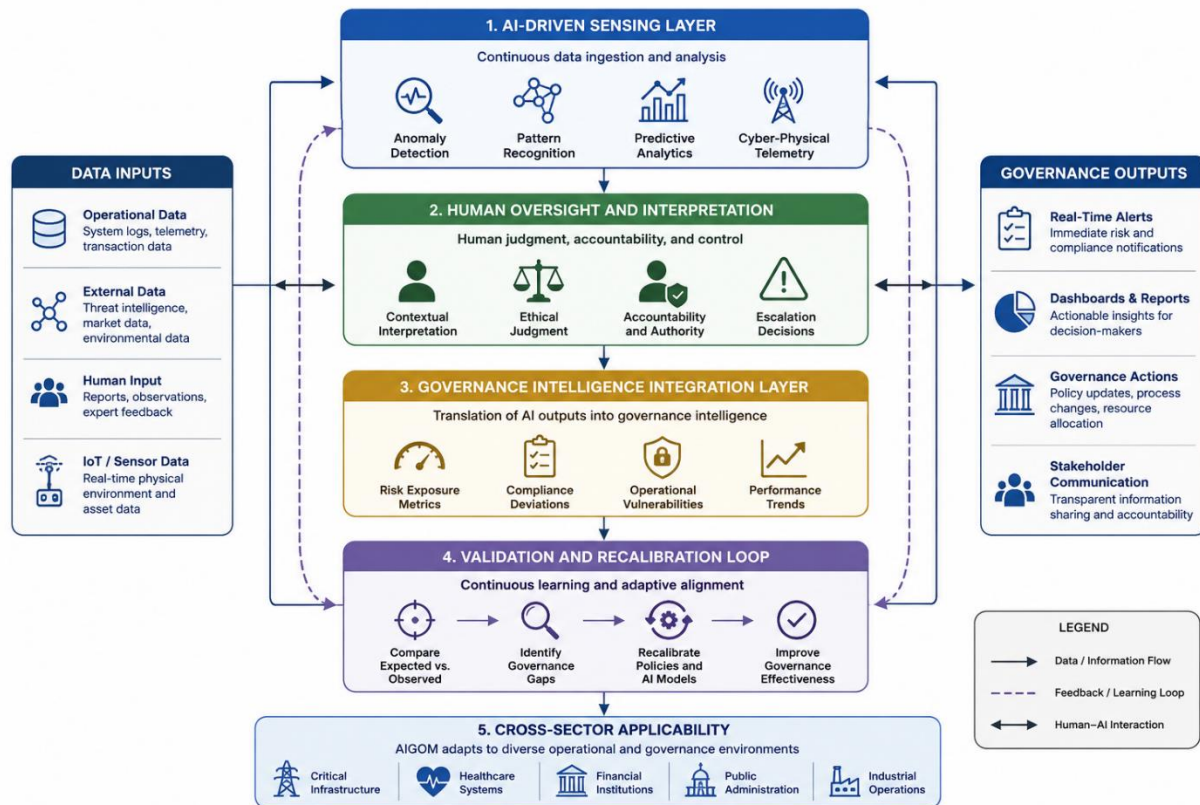 1. AI-DRIVEN SENSING LAYER
Continuous data ingestion and analysis
Anomaly
Detection
Pattern
Recognition
Predictive
Analytics
Cyber-Physical
Telemetry
DATA INPUTS
Operational Data
System logs, telemetry,
transaction data
External Data
Threat intelligence,
market data,
environmental data
Human Input
Reports, observations,
expert feedback
IoT / Sensor Data
Real-time physical
environment and
asset data
2. HUMAN OVERSIGHT AND INTERPRETATION
Human judgment, accountability, and control
Contextual
Interpretation
Ethical
Judgment
Accountability
and Authority
Escalation
Decisions
3. GOVERNANCE INTELLIGENCE INTEGRATION LAYER
Translation of AI outputs into governance intelligence
Risk Exposure
Metrics
Compliance
Deviations
Operational
Vulnerabilities
Performance
Trends
4. VALIDATION AND RECALIBRATION LOOP
Continuous learning and adaptive alignment
Compare
Expected vs.
Observed
Identify
Governance
Gaps
Recalibrate
Policies and
AI Models
Improve
Governance
Effectiveness
GOVERNANCE OUTPUTS
Real-Time Alerts
Immediate risk and
compliance notifications
Dashboards & Reports
Actionable insights for
decision-makers
Governance Actions
Policy updates, process
changes, resource
allocation
Stakeholder
Communication
Transparent information
sharing and accountability
LEGEND
Data / Information Flow
Feedback / Learning Loop
Human–AI Interaction
5. CROSS-SECTOR APPLICABILITY
AIGOM adapts to diverse operational and governance environments
Critical
Infrastructure
Healthcare
Systems
Financial
Institutions
Public
Administration
Industrial
Operations